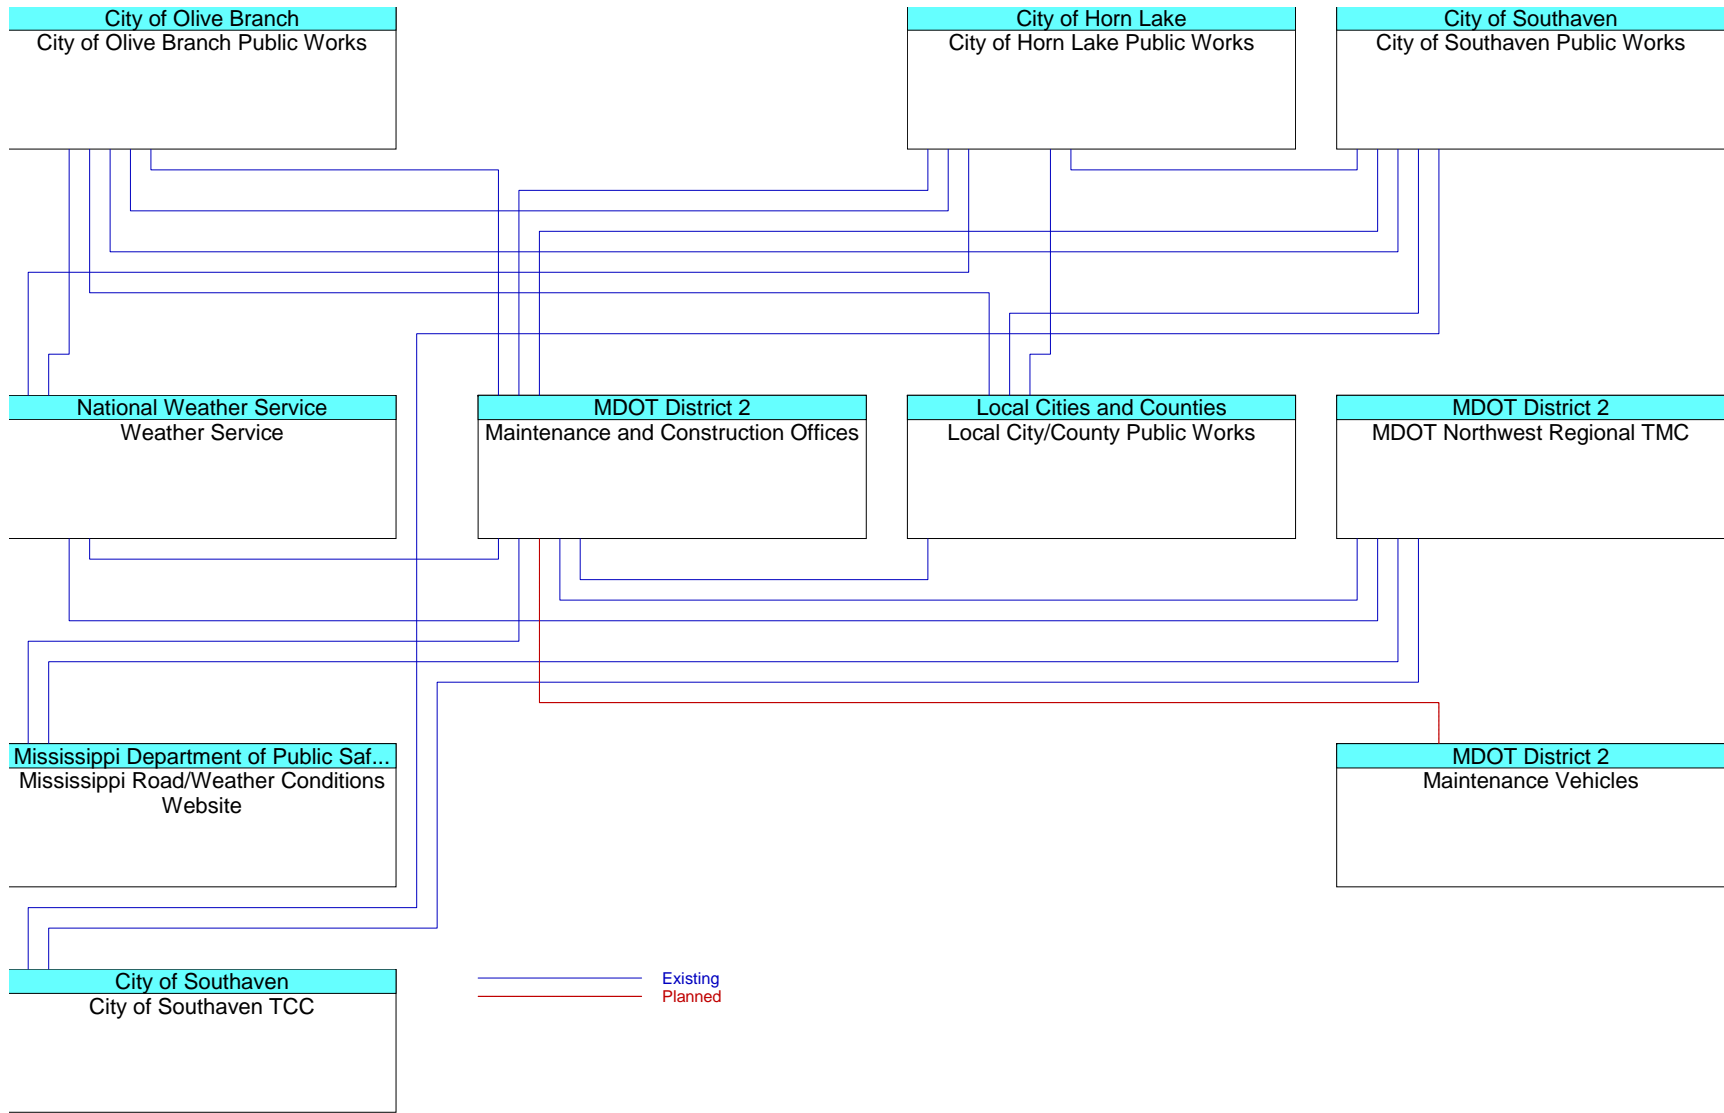 City of Olive Branch
City of Olive Branch Public Works
City of Horn Lake
City of Horn Lake Public Works
City of Southaven
City of Southaven Public Works
National Weather Service
Weather Service
MDOT District 2
Maintenance and Construction Offices
Local Cities and Counties
Local City/County Public Works
MDOT District 2
MDOT Northwest Regional TMC
Mississippi Department of Public Saf...
Mississippi Road/Weather Conditions
Website
MDOT District 2
Maintenance Vehicles
City of Southaven
City of Southaven TCC
Existing
Planned